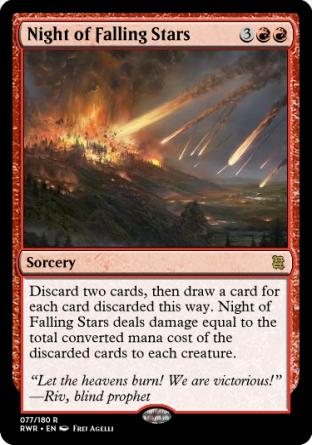 Night of Falling Stars 3
Sorcery
Discard two cards, then draw a card for
each card discarded this way. Night of
Falling Stars deals damage equal to the
total converted mana cost of the
discarded cards to each creature.
“Let the heavens burn! We are victorious!”
—Riv, blind prophet
077/180 R
RWR • EN Frei Agelli